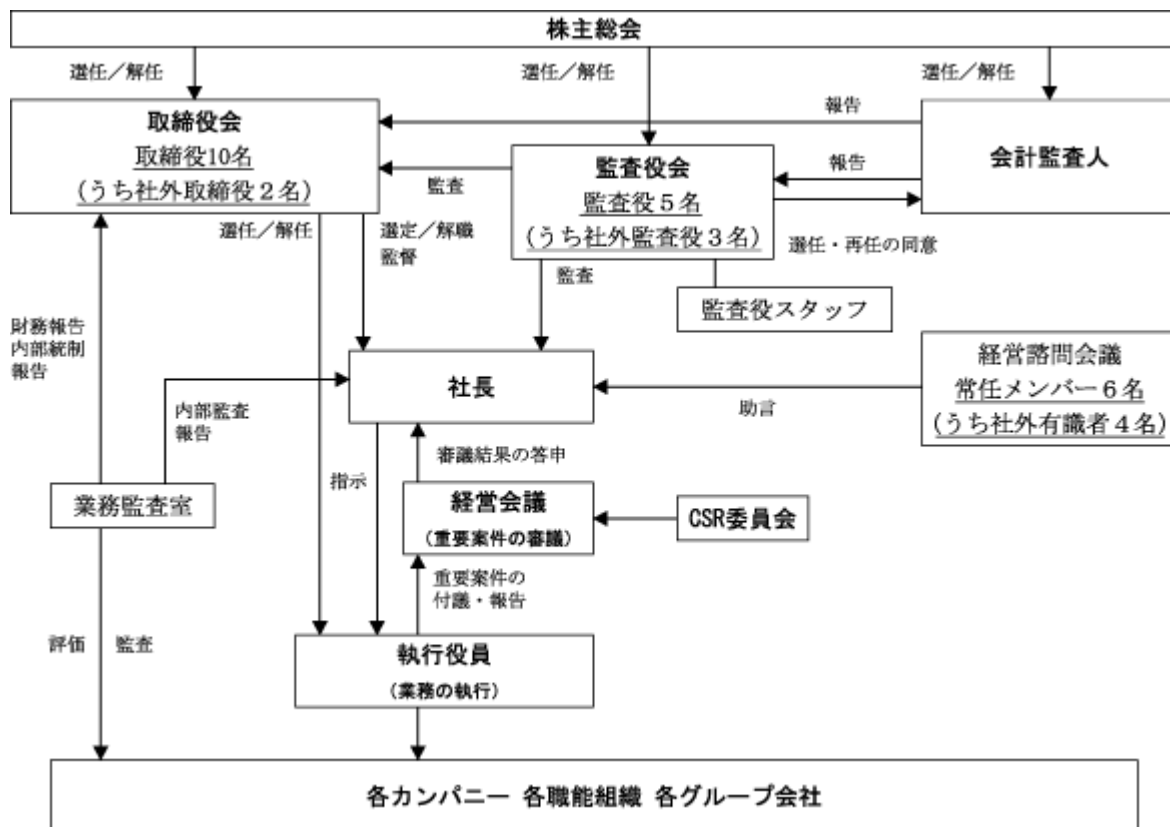 株主総会
選任／解任
選任／解任
選任／解任
取締役会
取締役10名
(うち社外取締役２名)
報告
会計監査人
監査役会
監査役５名
(うち社外監査役３名)
監査
報告
選任・再任の同意
選任／解任
選定／解職
監督
監査
監査役スタッフ
財務報告
内部統制
報告
社長
経営諮問会議
常任メンバー６名
(うち社外有識者４名)
助言
内部監査
報告
審議結果の答申
指示
業務監査室
経営会議
(重要案件の審議)
CSR委員会
重要案件の
付議・報告
評価
監査
執行役員
(業務の執行)
各カンパニー 各職能組織 各グループ会社